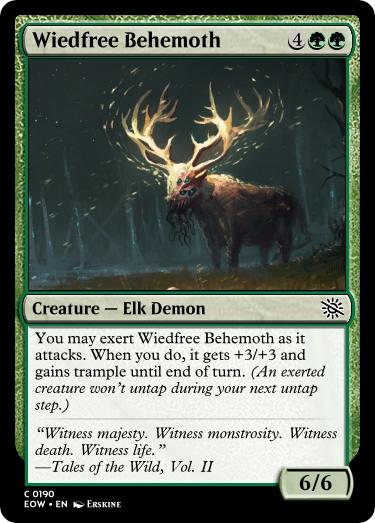 Wiedfree Behemoth 4
Creature — Elk Demon
You may exert Wiedfree Behemoth as it
attacks. When you do, it gets +3/+3 and
gains trample until end of turn. (An exerted
creature won't untap during your next untap
step.)
"Witness majesty. Witness monstrosity. Witness
death. Witness life."
—Tales of the Wild, Vol. II
6/6
C 0190
EOW • EN Erskine